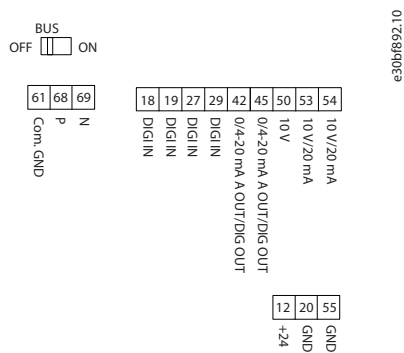 BUS
OFF ON
e30bf892.10
61 68 69
Com. GND
P
N
18 19 27 29 42 45 50 53 54
DIGI IN
DIGI IN
DIGI IN
DIGI IN
0/4-20 mA A OUT/DIG OUT
0/4-20 mA A OUT/DIG OUT
10 V
10 V/20 mA
10 V/20 mA
12 20 55
+24
GND
GND